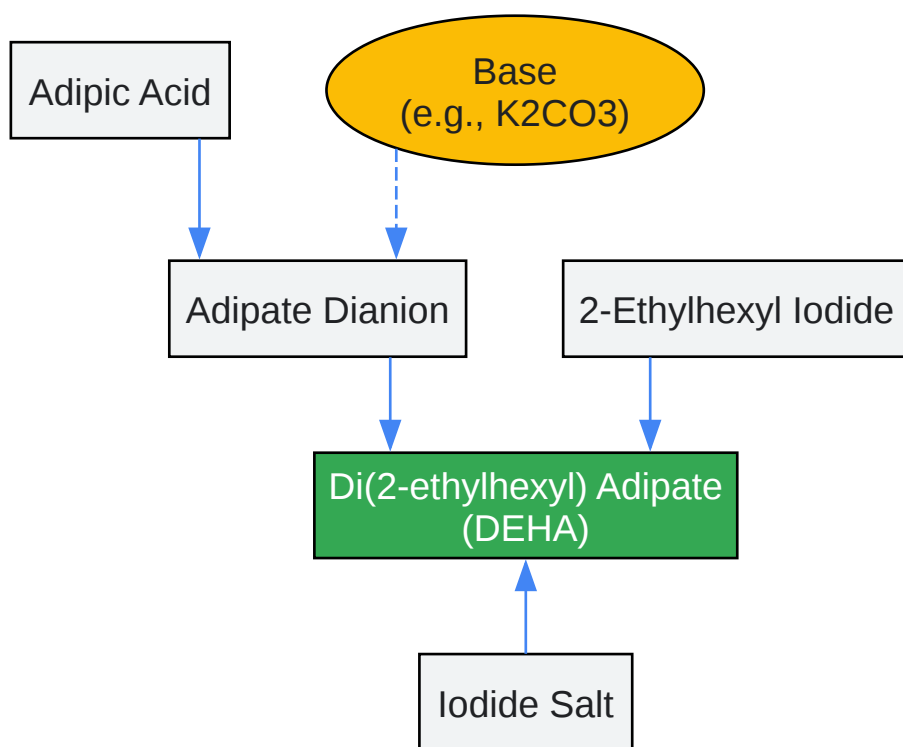 Adipic Acid
Base
(e.g., K2CO3)
Adipate Dianion
2-Ethylhexyl Iodide
Di(2-ethylhexyl) Adipate
(DEHA)
Iodide Salt